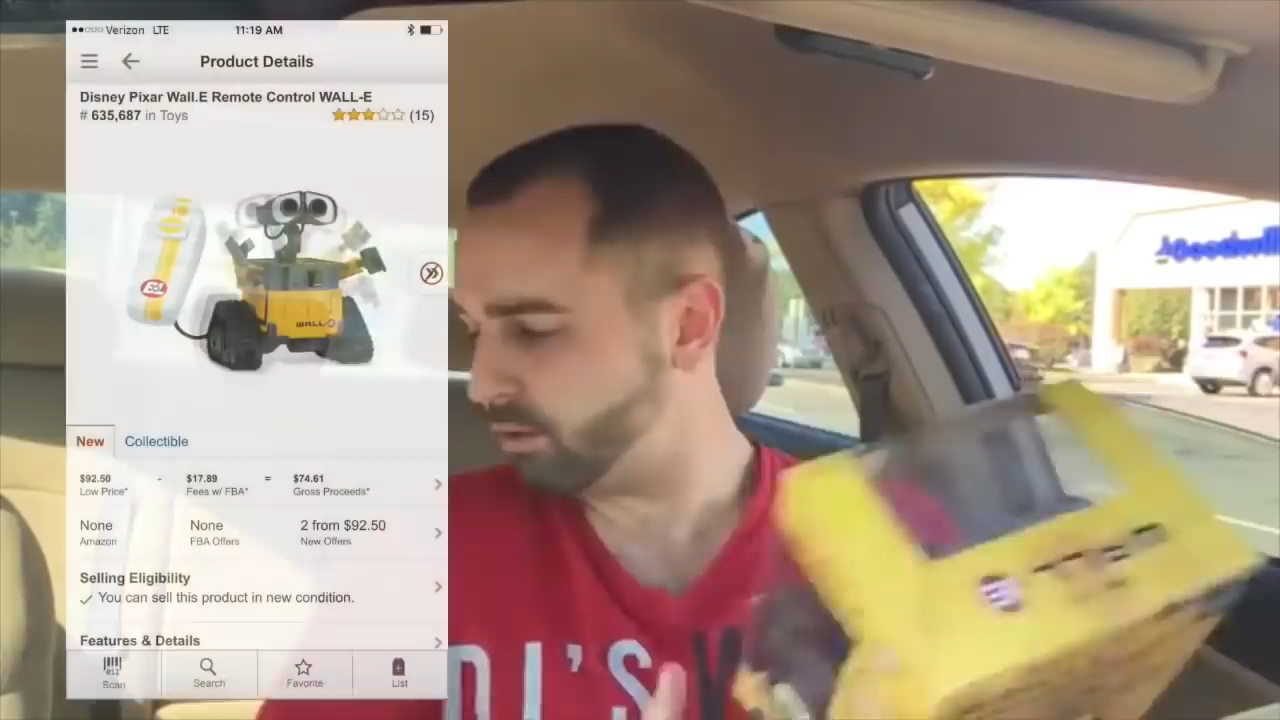 Verizon LTE 11:19 AM
Product Details
Disney Pixar Wall.E Remote Control WALL-E
# 635,687 in Toys (15)
WALL-E
New Collectible
$92.50 - $17.89 = $74.61
Low Price* Fees w/ FBA* Gross Proceeds*
None None 2 from $92.50
Amazon FBA Offers New Offers
Selling Eligibility
You can sell this product in new condition.
Features & Details
Scan Search Favorite List
Goodwill
DI'S